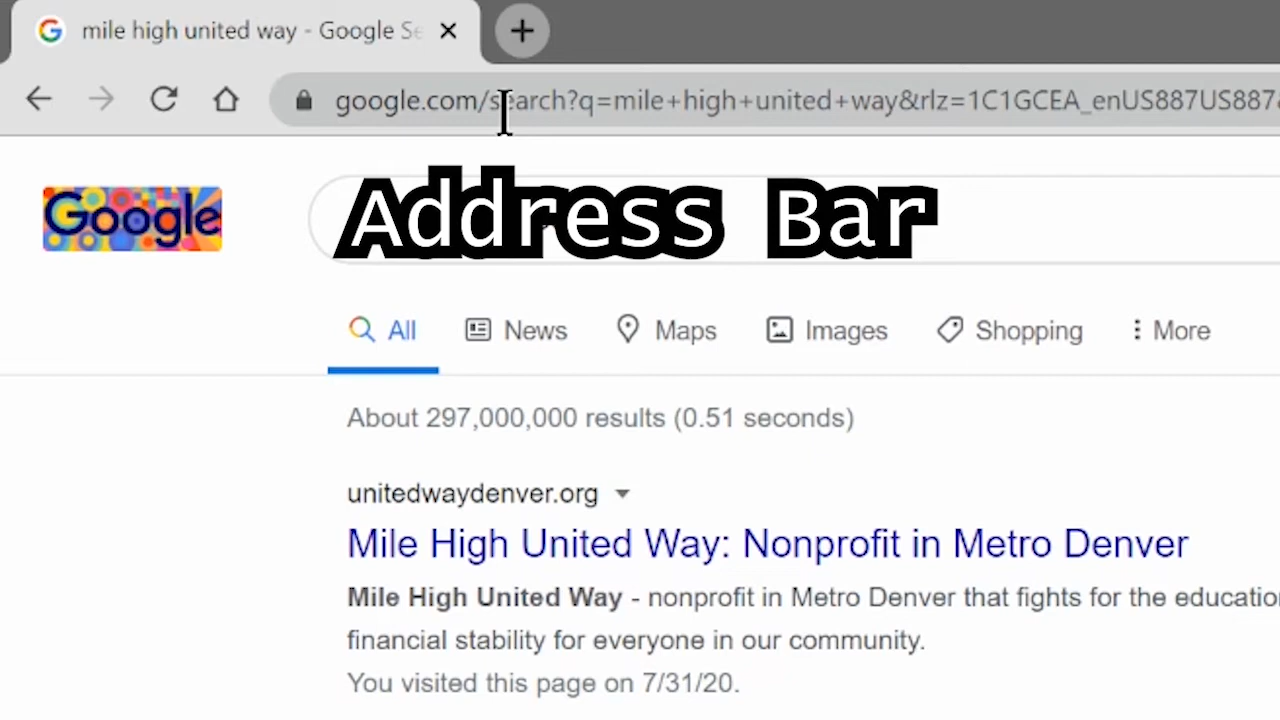 mile high united way - Google Se
google.com/search?q=mile+high+united+way&rlz=1C1GCEA_enUS887US887
Google
Address Bar
All News Maps Images Shopping More
About 297,000,000 results (0.51 seconds)
unitedwaydenver.org
Mile High United Way: Nonprofit in Metro Denver
Mile High United Way - nonprofit in Metro Denver that fights for the educatio
financial stability for everyone in our community.
You visited this page on 7/31/20.